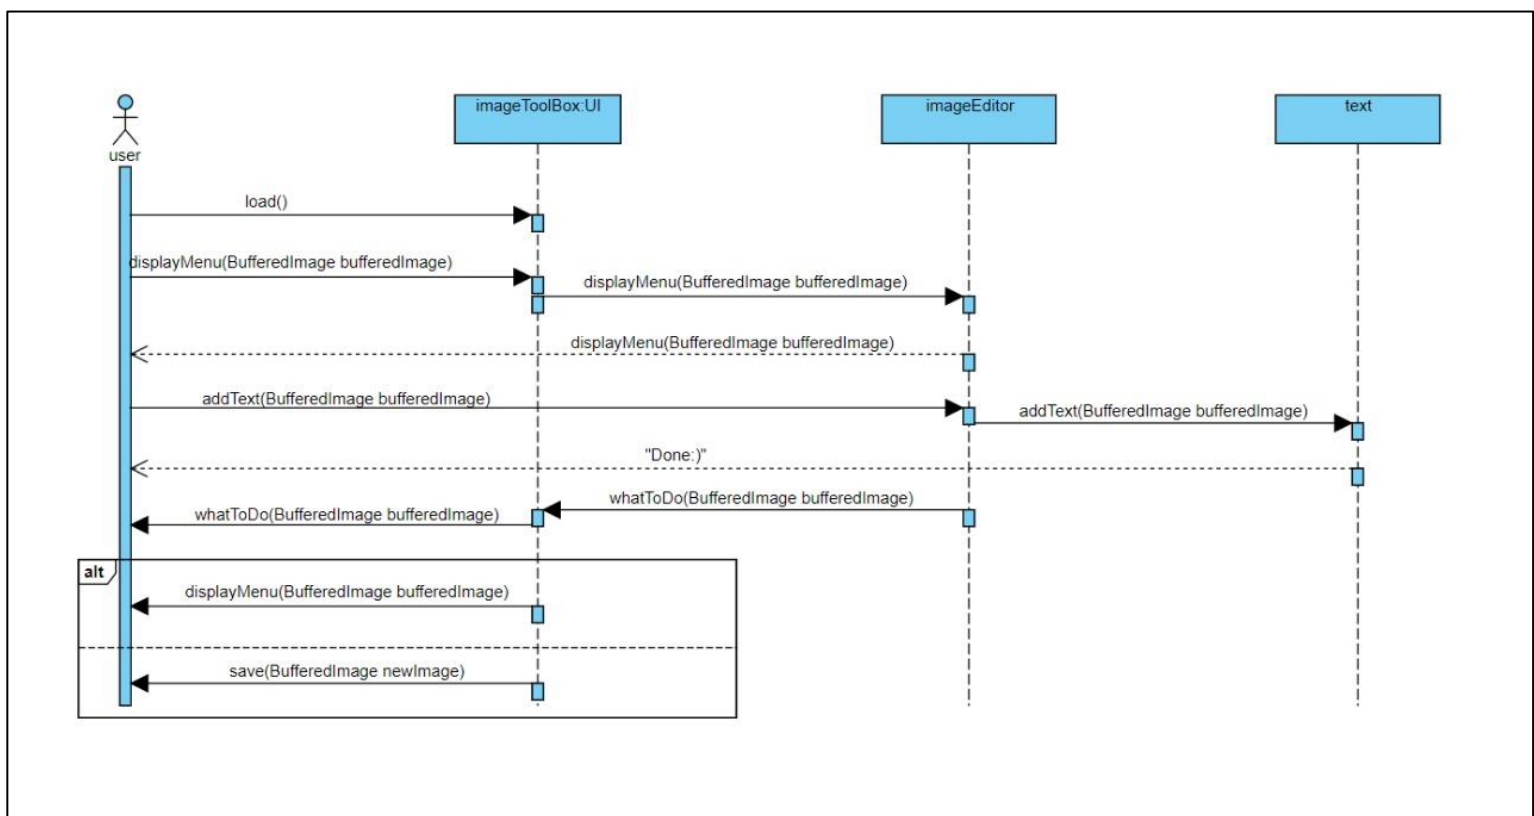 imageToolBox:UI
imageEditor
text
user
load()
displayMenu(BufferedImage bufferedImage)
displayMenu(BufferedImage bufferedImage)
displayMenu(BufferedImage bufferedImage)
addText(BufferedImage bufferedImage)
addText(BufferedImage bufferedImage)
"Done:)"
whatToDo(BufferedImage bufferedImage)
whatToDo(BufferedImage bufferedImage)
alt
displayMenu(BufferedImage bufferedImage)
save(BufferedImage newImage)